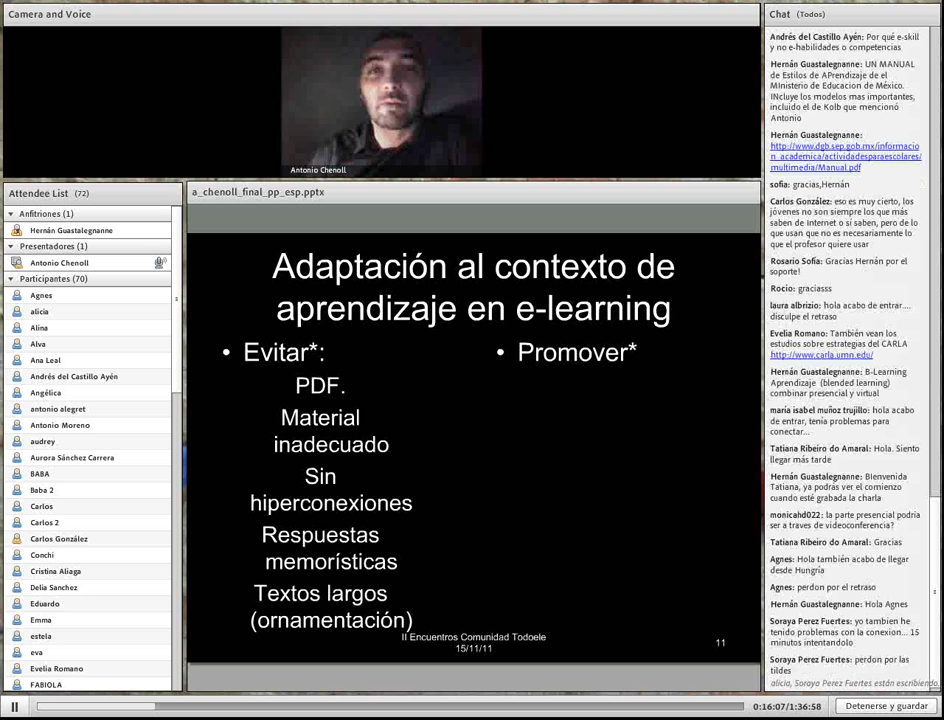 Camera and Voice
Antonio Chenoll
Attendee List (72)
Anfitriones (1)
Hernán Guastalegnanne
Presentadores (1)
Antonio Chenoll
Participantes (70)
Agnes
alicia
Alina
Alva
Ana Leal
Andrés del Castillo Ayén
Angélica
antonio alegret
Antonio Moreno
audrey
Aurora Sánchez Carrera
BABA
Baba 2
Carlos
Carlos 2
Carlos González
Conchi
Cristina Aliaga
Delia Sanchez
Eduardo
Emma
estela
eva
Evelia Romano
FABIOLA
a_chenoll_final_pp_esp.pptx
Adaptación al contexto de
aprendizaje en e-learning
• Evitar*:
PDF.
Material
inadecuado
Sin
hiperconexiones
Respuestas
memorísticas
Textos largos
(ornamentación)
• Promover*
II Encuentros Comunidad Todoele
15/11/11
11
Chat (Todos)
Andrés del Castillo Ayén: Por qué e-skill
y no e-habilidades o competencias
Hernán Guastalegnanne: UN MANUAL
de Estilos de APrendizaje de el
MInisterio de Educacion de México.
INcluye los modelos mas importantes,
incluido el de Kolb que mencionó
Antonio
Hernán Guastalegnanne:
http://www.dgb.sep.gob.mx/informacio
n_academica/actividadesparaescolares/
multimedia/Manual.pdf
sofia: gracias,Hernán
Carlos González: eso es muy cierto, los
jóvenes no son siempre los que más
saben de Internet o sí saben, pero de lo
que usan que no es necesariamente lo
que el profesor quiere usar
Rosario Sofía: Gracias Hernán por el
soporte!
Rocio: graciasss
laura albrizio: hola acabo de entrar....
disculpe el retraso
Evelia Romano: También vean los
estudios sobre estrategias del CARLA
http://www.carla.umn.edu/
Hernán Guastalegnanne: B-Learning
Aprendizaje (blended learning)
combinar presencial y virtual
maría isabel muñoz trujillo: hola acabo
de entrar, tenía problemas para
conectar...
Tatiana Ribeiro do Amaral: Hola. Siento
llegar más tarde
Hernán Guastalegnanne: BIenvenida
Tatiana, ya podrás ver el comienzo
cuando esté grabada la charla
monicahd022: la parte presencial podria
ser a traves de videoconferencia?
Tatiana Ribeiro do Amaral: Gracias
Agnes: Hola también acabo de llegar
desde Hungría
Agnes: perdon por el retraso
Hernán Guastalegnanne: Hola Agnes
Soraya Perez Fuertes: yo tambien he
tenido problemas con la conexion... 15
minutos intentandolo
Soraya Perez Fuertes: perdon por las
tildes
alicia, Soraya Perez Fuertes están escribiendo
0:16:07/1:36:58
Detenerse y guardar